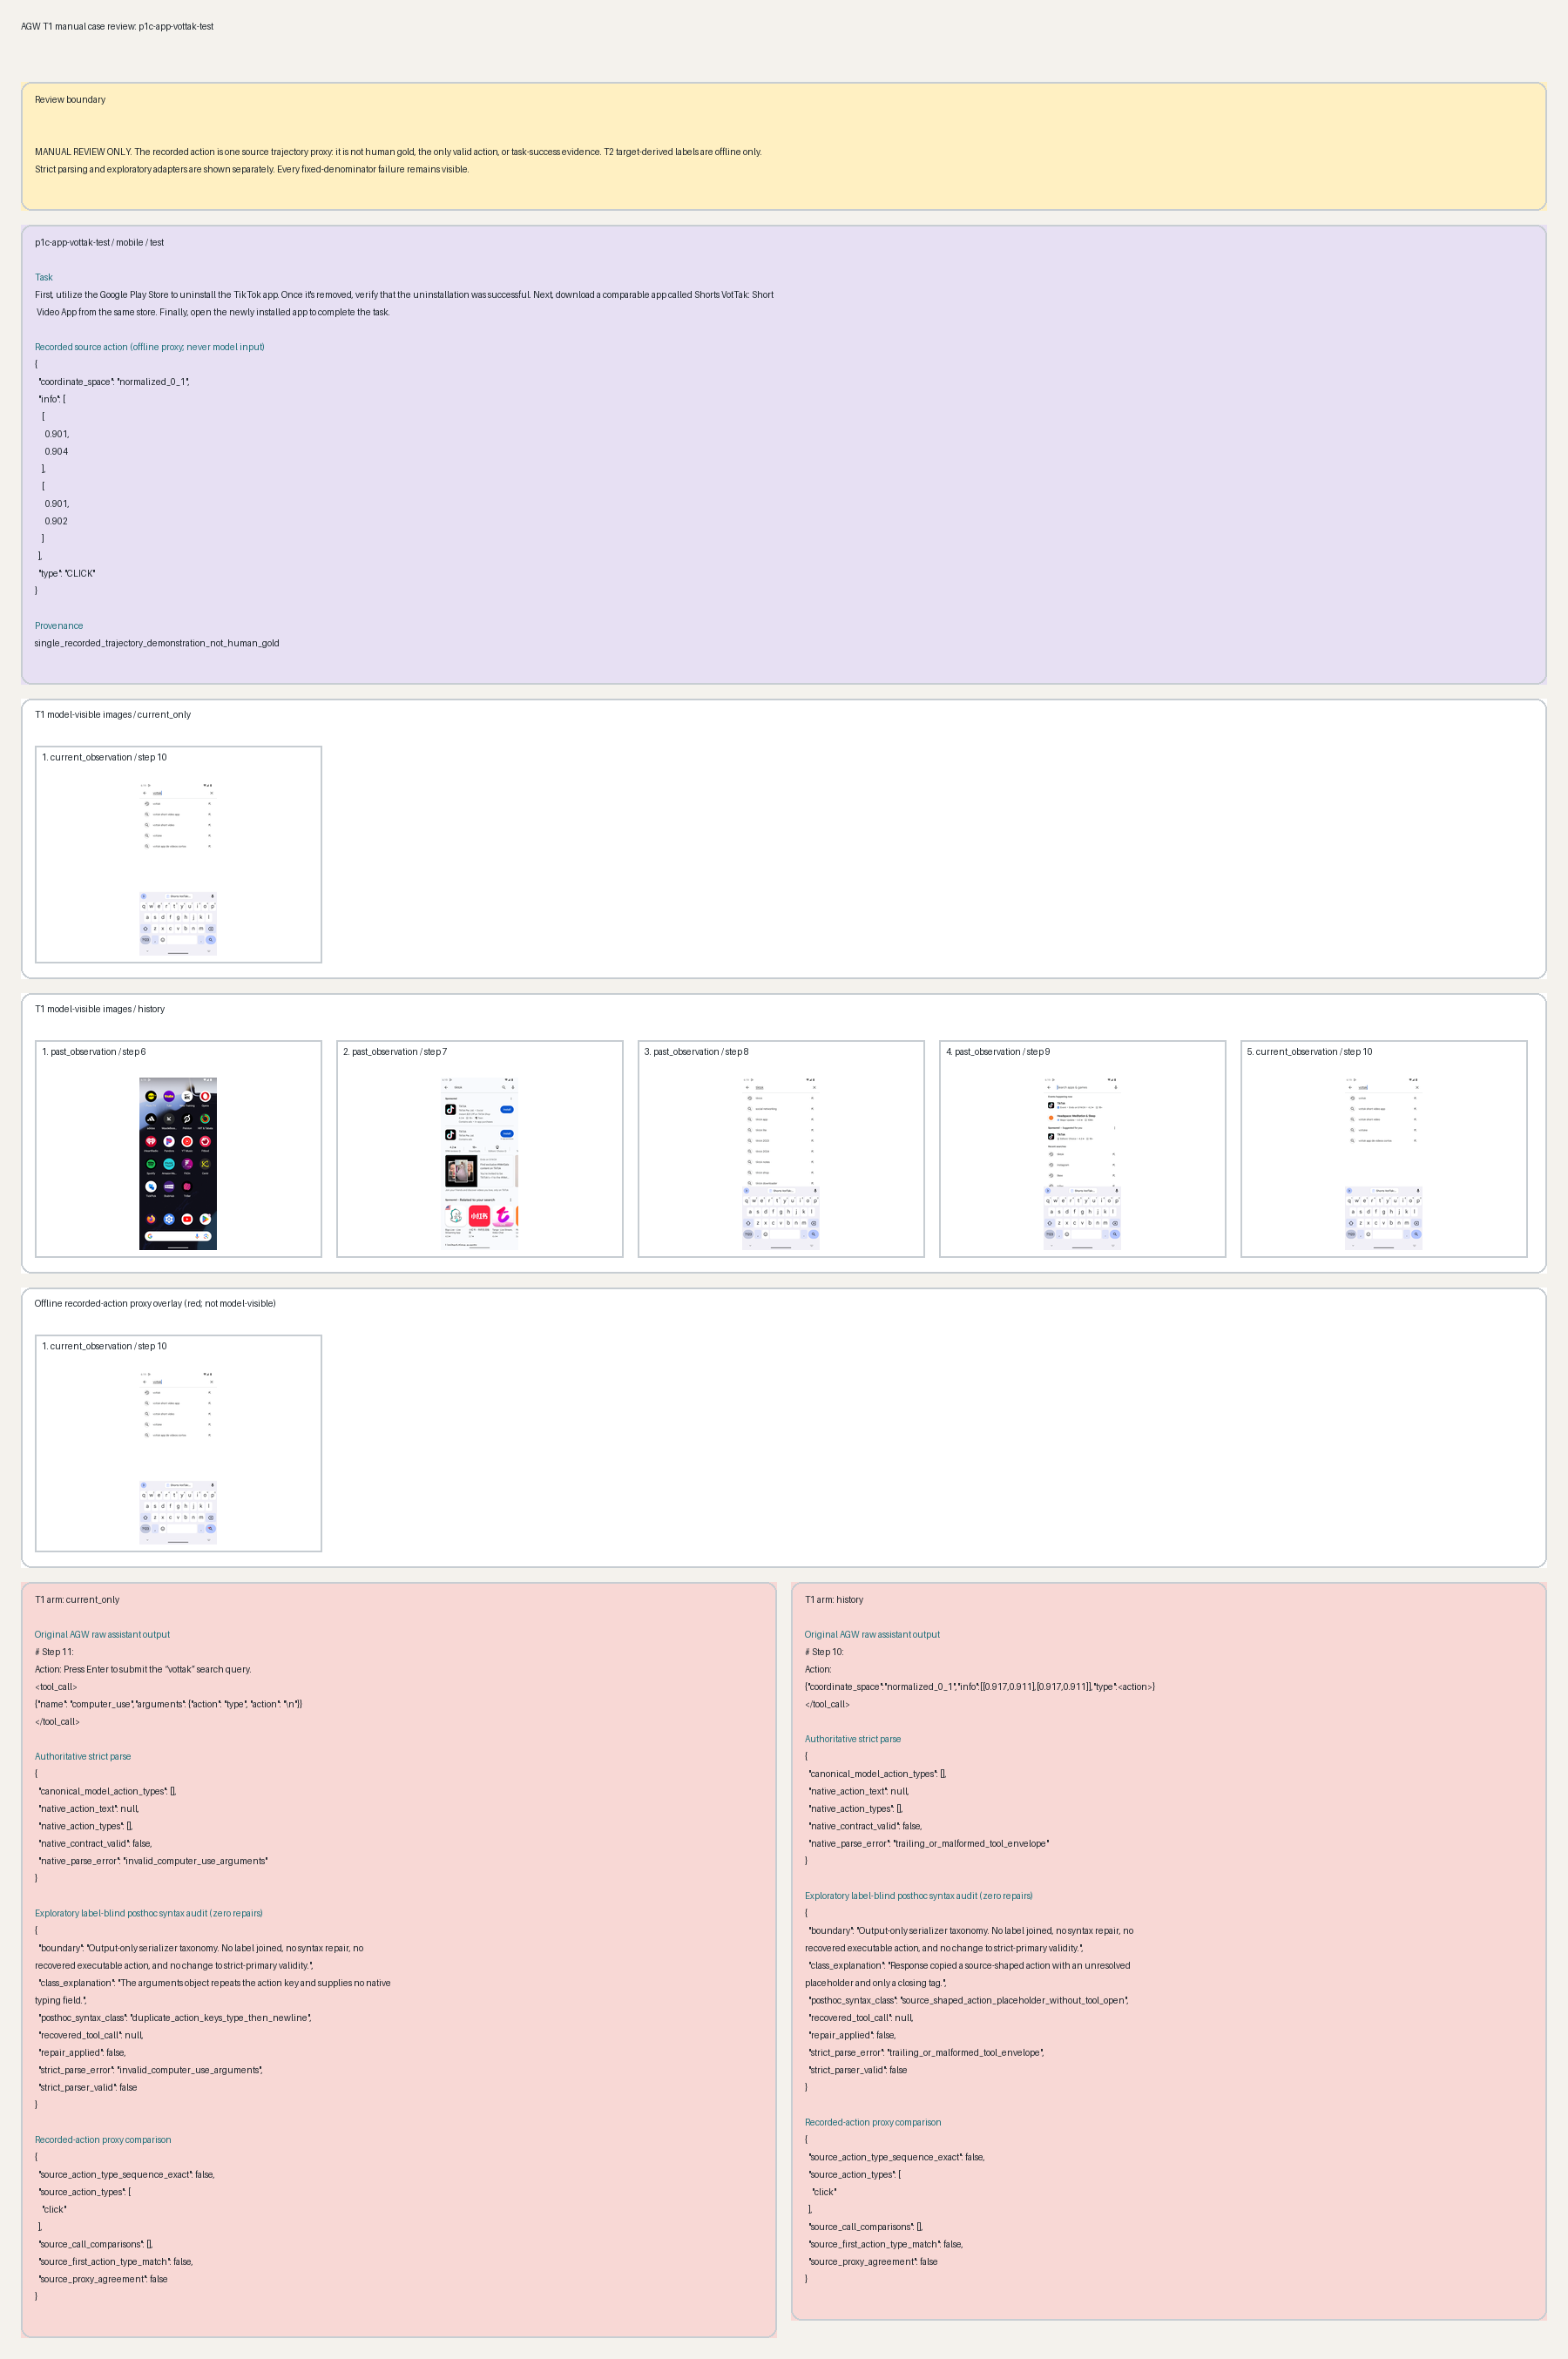 AGW T1 manual case review: p1c-app-vottak-test
Review boundary
MANUAL REVIEW ONLY. The recorded action is one source trajectory proxy: it is not human gold, the only valid action, or task-success evidence. T2 target-derived labels are offline only.
Strict parsing and exploratory adapters are shown separately. Every fixed-denominator failure remains visible.
p1c-app-vottak-test / mobile / test
Task
First, utilize the Google Play Store to uninstall the TikTok app. Once it's removed, verify that the uninstallation was successful. Next, download a comparable app called Shorts VotTak: Short
Video App from the same store. Finally, open the newly installed app to complete the task.
Recorded source action (offline proxy; never model input)
{
"coordinate_space": "normalized_0_1",
"info": [
[
0.901,
0.904
],
[
0.901,
0.902
]
],
"type": "CLICK"
}
Provenance
single_recorded_trajectory_demonstration_not_human_gold
T1 model-visible images / current_only
1. current_observation / step 10
T1 model-visible images / history
1. past_observation / step 6
2. past_observation / step 7
3. past_observation / step 8
4. past_observation / step 9
5. current_observation / step 10
Offline recorded-action proxy overlay (red; not model-visible)
1. current_observation / step 10
T1 arm: current_only
Original AGW raw assistant output
# Step 11:
Action: Press Enter to submit the “vottak” search query.
<tool_call>
{"name": "computer_use", "arguments": {"action": "type", "action": "\n"}}
</tool_call>
Authoritative strict parse
{
"canonical_model_action_types": [],
"native_action_text": null,
"native_action_types": [],
"native_contract_valid": false,
"native_parse_error": "invalid_computer_use_arguments"
}
Exploratory label-blind posthoc syntax audit (zero repairs)
{
"boundary": "Output-only serializer taxonomy. No label joined, no syntax repair, no
recovered executable action, and no change to strict-primary validity.",
"class_explanation": "The arguments object repeats the action key and supplies no native
typing field.",
"posthoc_syntax_class": "duplicate_action_keys_type_then_newline",
"recovered_tool_call": null,
"repair_applied": false,
"strict_parse_error": "invalid_computer_use_arguments",
"strict_parser_valid": false
}
Recorded-action proxy comparison
{
"source_action_type_sequence_exact": false,
"source_action_types": [
"click"
],
"source_call_comparisons": [],
"source_first_action_type_match": false,
"source_proxy_agreement": false
}
T1 arm: history
Original AGW raw assistant output
# Step 10:
Action:
{"coordinate_space":"normalized_0_1","info":[[0.917,0.911],[0.917,0.911]],"type":<action>}
</tool_call>
Authoritative strict parse
{
"canonical_model_action_types": [],
"native_action_text": null,
"native_action_types": [],
"native_contract_valid": false,
"native_parse_error": "trailing_or_malformed_tool_envelope"
}
Exploratory label-blind posthoc syntax audit (zero repairs)
{
"boundary": "Output-only serializer taxonomy. No label joined, no syntax repair, no
recovered executable action, and no change to strict-primary validity.",
"class_explanation": "Response copied a source-shaped action with an unresolved
placeholder and only a closing tag.",
"posthoc_syntax_class": "source_shaped_action_placeholder_without_tool_open",
"recovered_tool_call": null,
"repair_applied": false,
"strict_parse_error": "trailing_or_malformed_tool_envelope",
"strict_parser_valid": false
}
Recorded-action proxy comparison
{
"source_action_type_sequence_exact": false,
"source_action_types": [
"click"
],
"source_call_comparisons": [],
"source_first_action_type_match": false,
"source_proxy_agreement": false
}